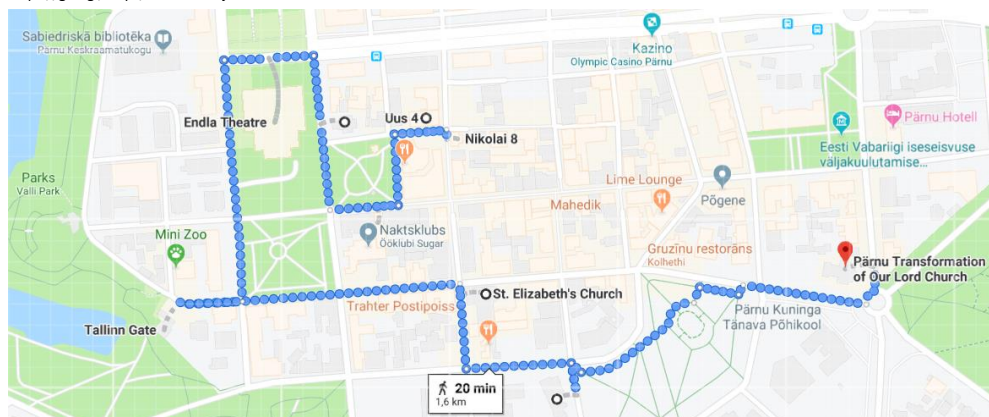 Sabiedriskā bibliotēka
Pärnu Keskraamatukogu
Kazino
Olympic Casino Pärnu
Endla Theatre
Uus 4
Nikolai 8
Pärnu Hotell
Eesti Vabariigi iseseisvuse
väljakuulutamise...
Parks
Valli Park
Lime Lounge
Põgene
Mahedik
Mini Zoo
Naktsklubs
Ööklubi Sugar
Gruzīnu restorāns
Kolhethi
Pärnu Transformation
of Our Lord Church
St. Elizabeth's Church
Trahter Postipoiss
Pärnu Kuninga
Tänava Põhikool
Tallinn Gate
20 min
1,6 km